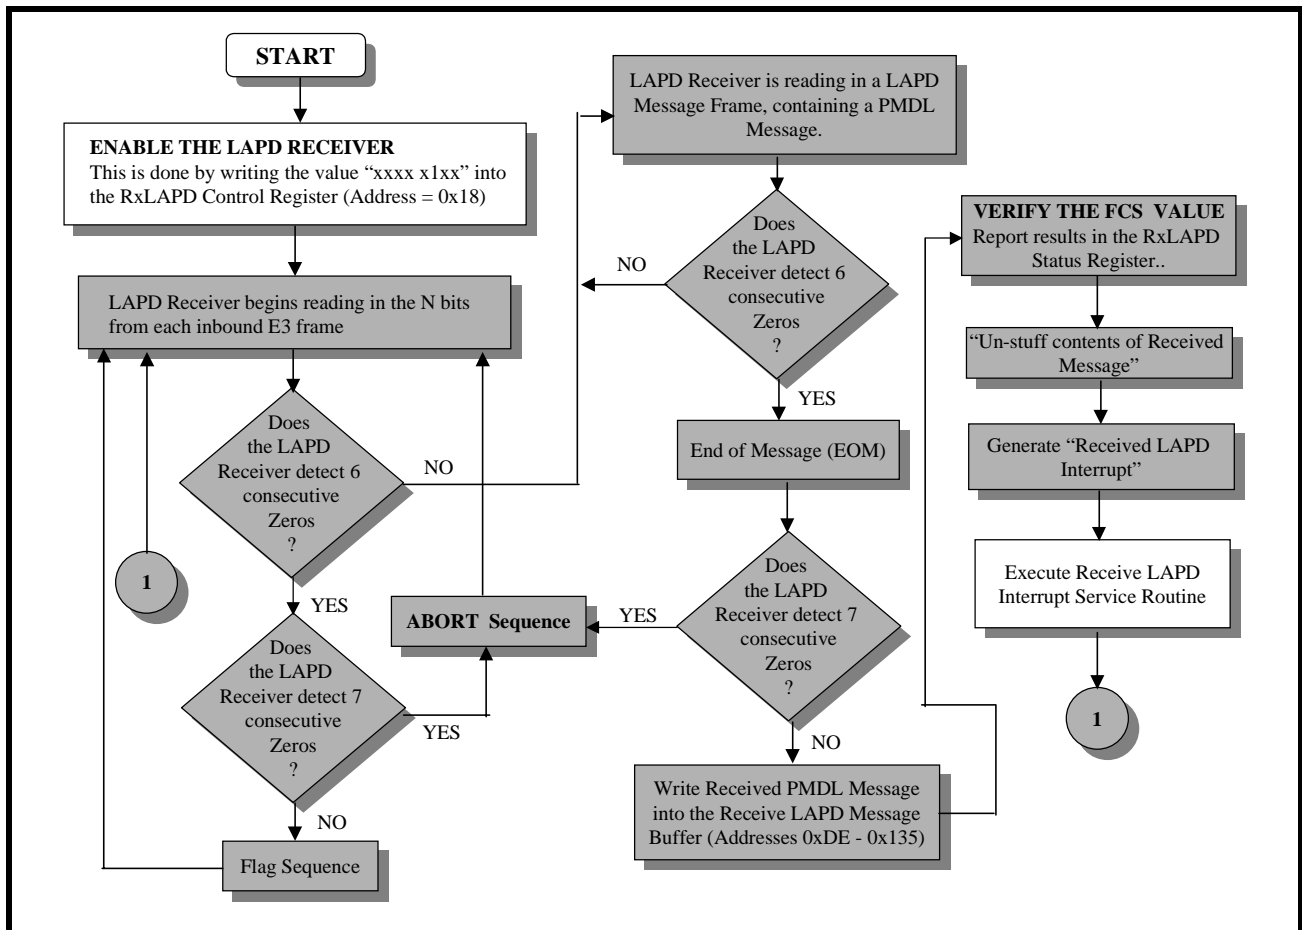 START
ENABLE THE LAPD RECEIVER
This is done by writing the value “xxxx x1xx” into
the RxLAPD Control Register (Address = 0x18)
LAPD Receiver begins reading in the N bits
from each inbound E3 frame
Does
the LAPD
Receiver detect 6
consecutive
Zeros
?
NO
YES
1
Does
the LAPD
Receiver detect 7
consecutive
Zeros
?
YES
NO
Flag Sequence
ABORT Sequence
LAPD Receiver is reading in a LAPD
Message Frame, containing a PMDL
Message.
Does
the LAPD
Receiver detect 6
consecutive
Zeros
?
NO
YES
End of Message (EOM)
Does
the LAPD
Receiver detect 7
consecutive
Zeros
?
YES
NO
Write Received PMDL Message
into the Receive LAPD Message
Buffer (Addresses 0xDE - 0x135)
VERIFY THE FCS VALUE
Report results in the RxLAPD
Status Register..
“Un-stuff contents of Received
Message”
Generate “Received LAPD
Interrupt”
Execute Receive LAPD
Interrupt Service Routine
1